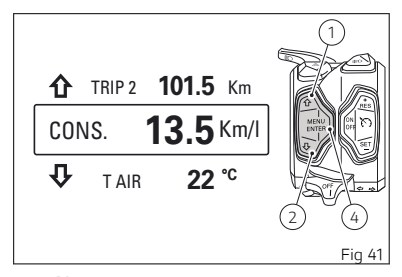 1
TRIP 2 101.5 Km
CONS. 13.5 Km/l
T AIR 22 °C
MENU
ENTER
RES
ON
OFF
SET
OFF
2
4
Fig 41